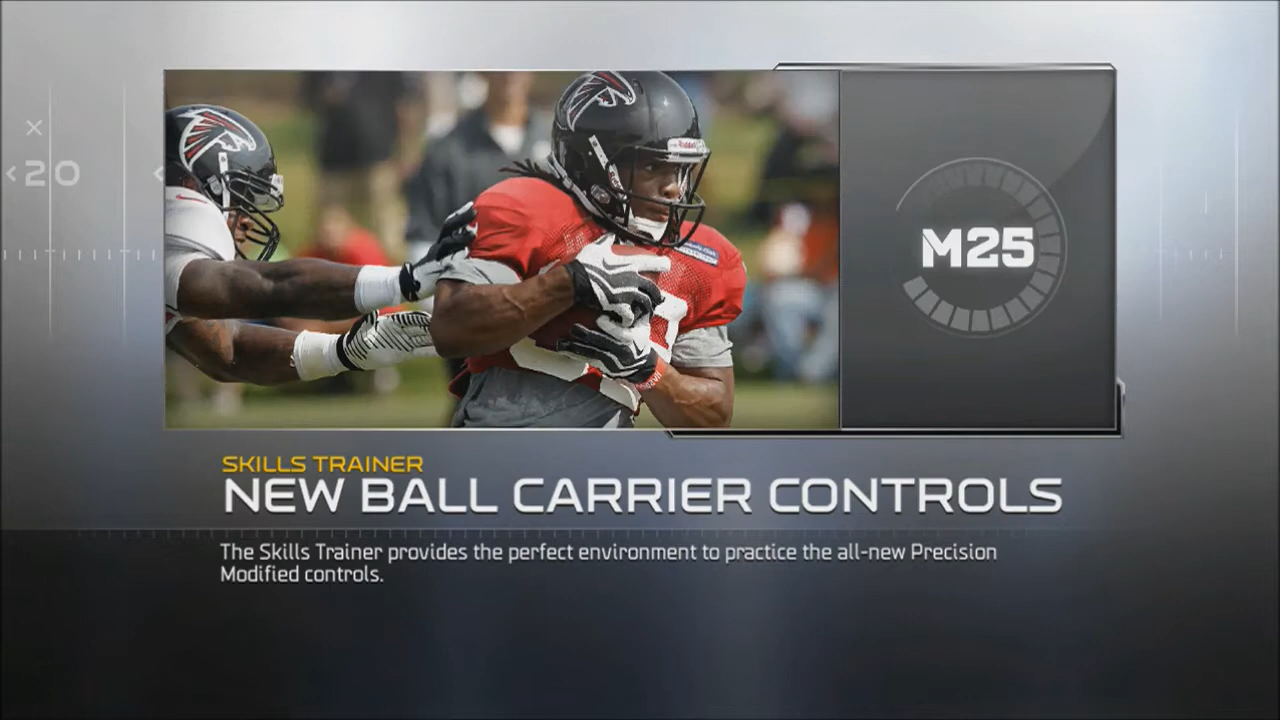 <20
<
Riddell
M25
SKILLS TRAINER
NEW BALL CARRIER CONTROLS
The Skills Trainer provides the perfect environment to practice the all-new Precision
Modified controls.